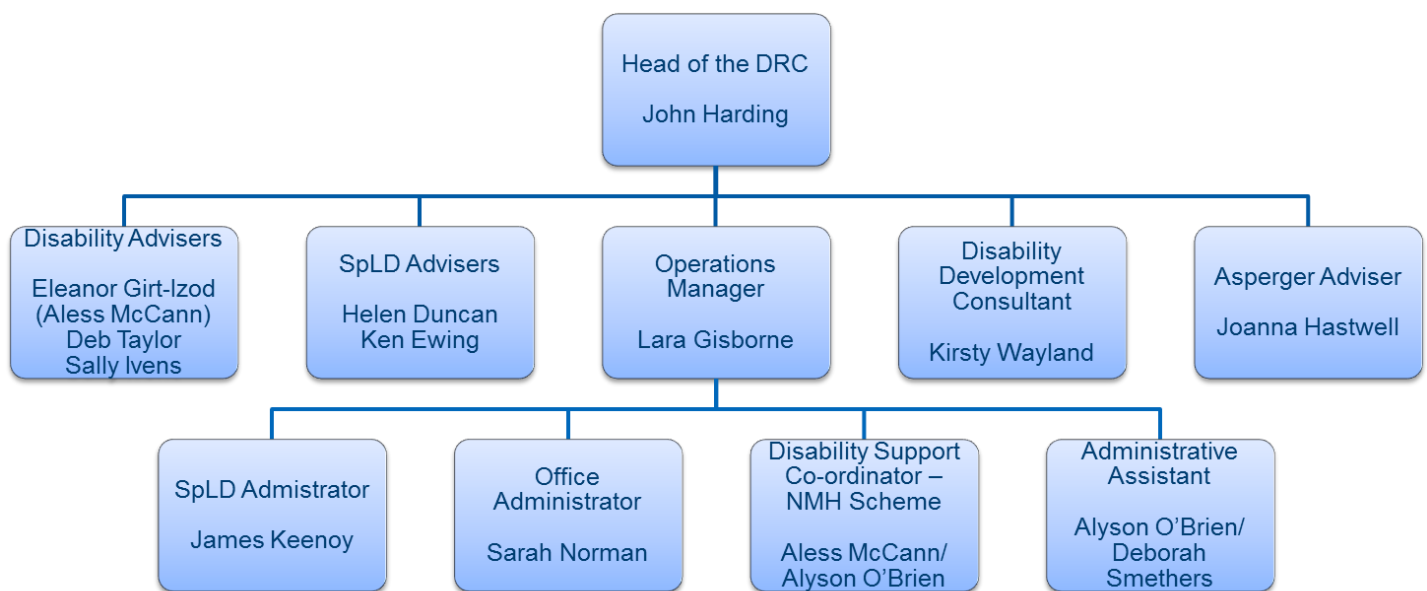 Head of the DRC
John Harding
Disability Advisers
Eleanor Girt-Izod
(Aless McCann)
Deb Taylor
Sally Ivens
SpLD Advisers
Helen Duncan
Ken Ewing
Operations
Manager
Lara Gisborne
Disability
Development
Consultant
Kirsty Wayland
Asperger Adviser
Joanna Hastwell
SpLD Admistrator
James Keenoy
Office
Administrator
Sarah Norman
Disability Support
Co-ordinator –
NMH Scheme
Aless McCann/
Alyson O’Brien
Administrative
Assistant
Alyson O’Brien/
Deborah
Smethers